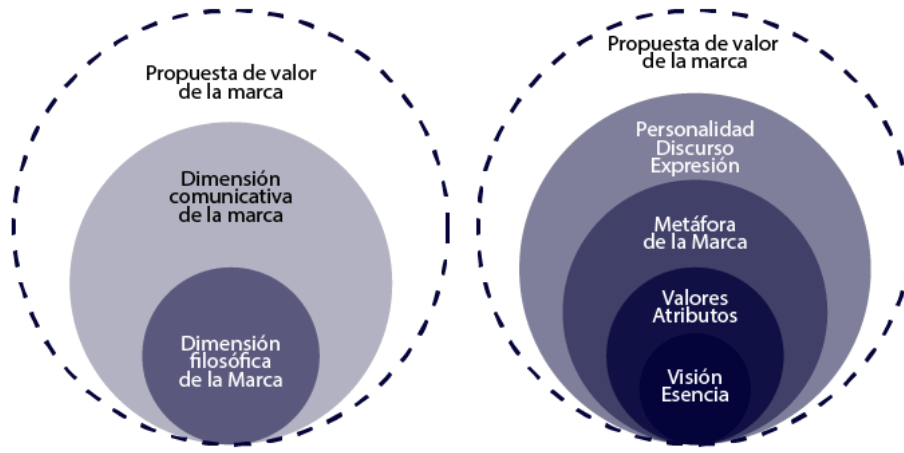 Propuesta de valor
de la marca
Dimensión
comunicativa
de la marca
Dimensión
filosófica
de la Marca
Propuesta de valor
de la marca
Personalidad
Discurso
Expresión
Metáfora
de la Marca
Valores
Atributos
Visión
Esencia